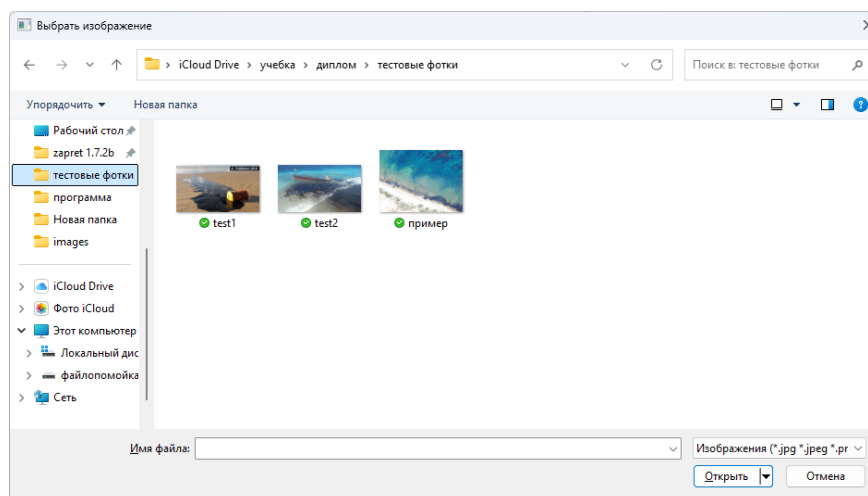 Выбрать изображение
iCloud Drive > учебка > диплом > тестовые фотки
Поиск в: тестовые фотки
Упорядочить
Новая папка
Рабочий стол
zapret 1.7.2b
тестовые фотки
программа
Новая папка
images
iCloud Drive
Фото iCloud
Этот компьютер
Локальный дис
файлопомойка
Сеть
test1
test2
пример
Имя файла:
Изображения (*.jpg *.jpeg *.pr
Открыть
Отмена